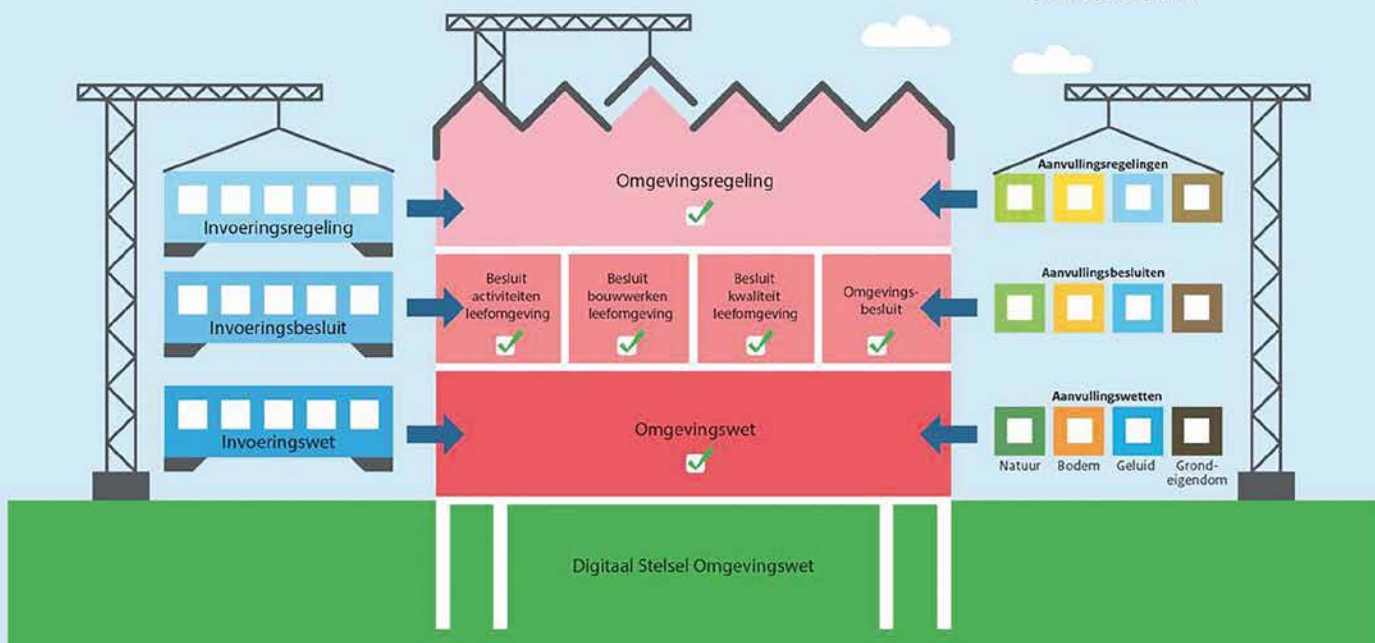 Aanvullingsregelingen
Omgevingsregeling
Invoeringsregeling
Besluit
activiteiten
leefomgeving
Besluit
bouwwerken
leefomgeving
Besluit
kwaliteit
leefomgeving
Omgevings-
besluit
Aanvullingsbesluiten
Invoeringsbesluit
Aanvullingswetten
Omgevingswet
Invoeringswet
Natuur
Bodem
Geluid
Grond-
eigendom
Digitaal Stelsel Omgevingswet